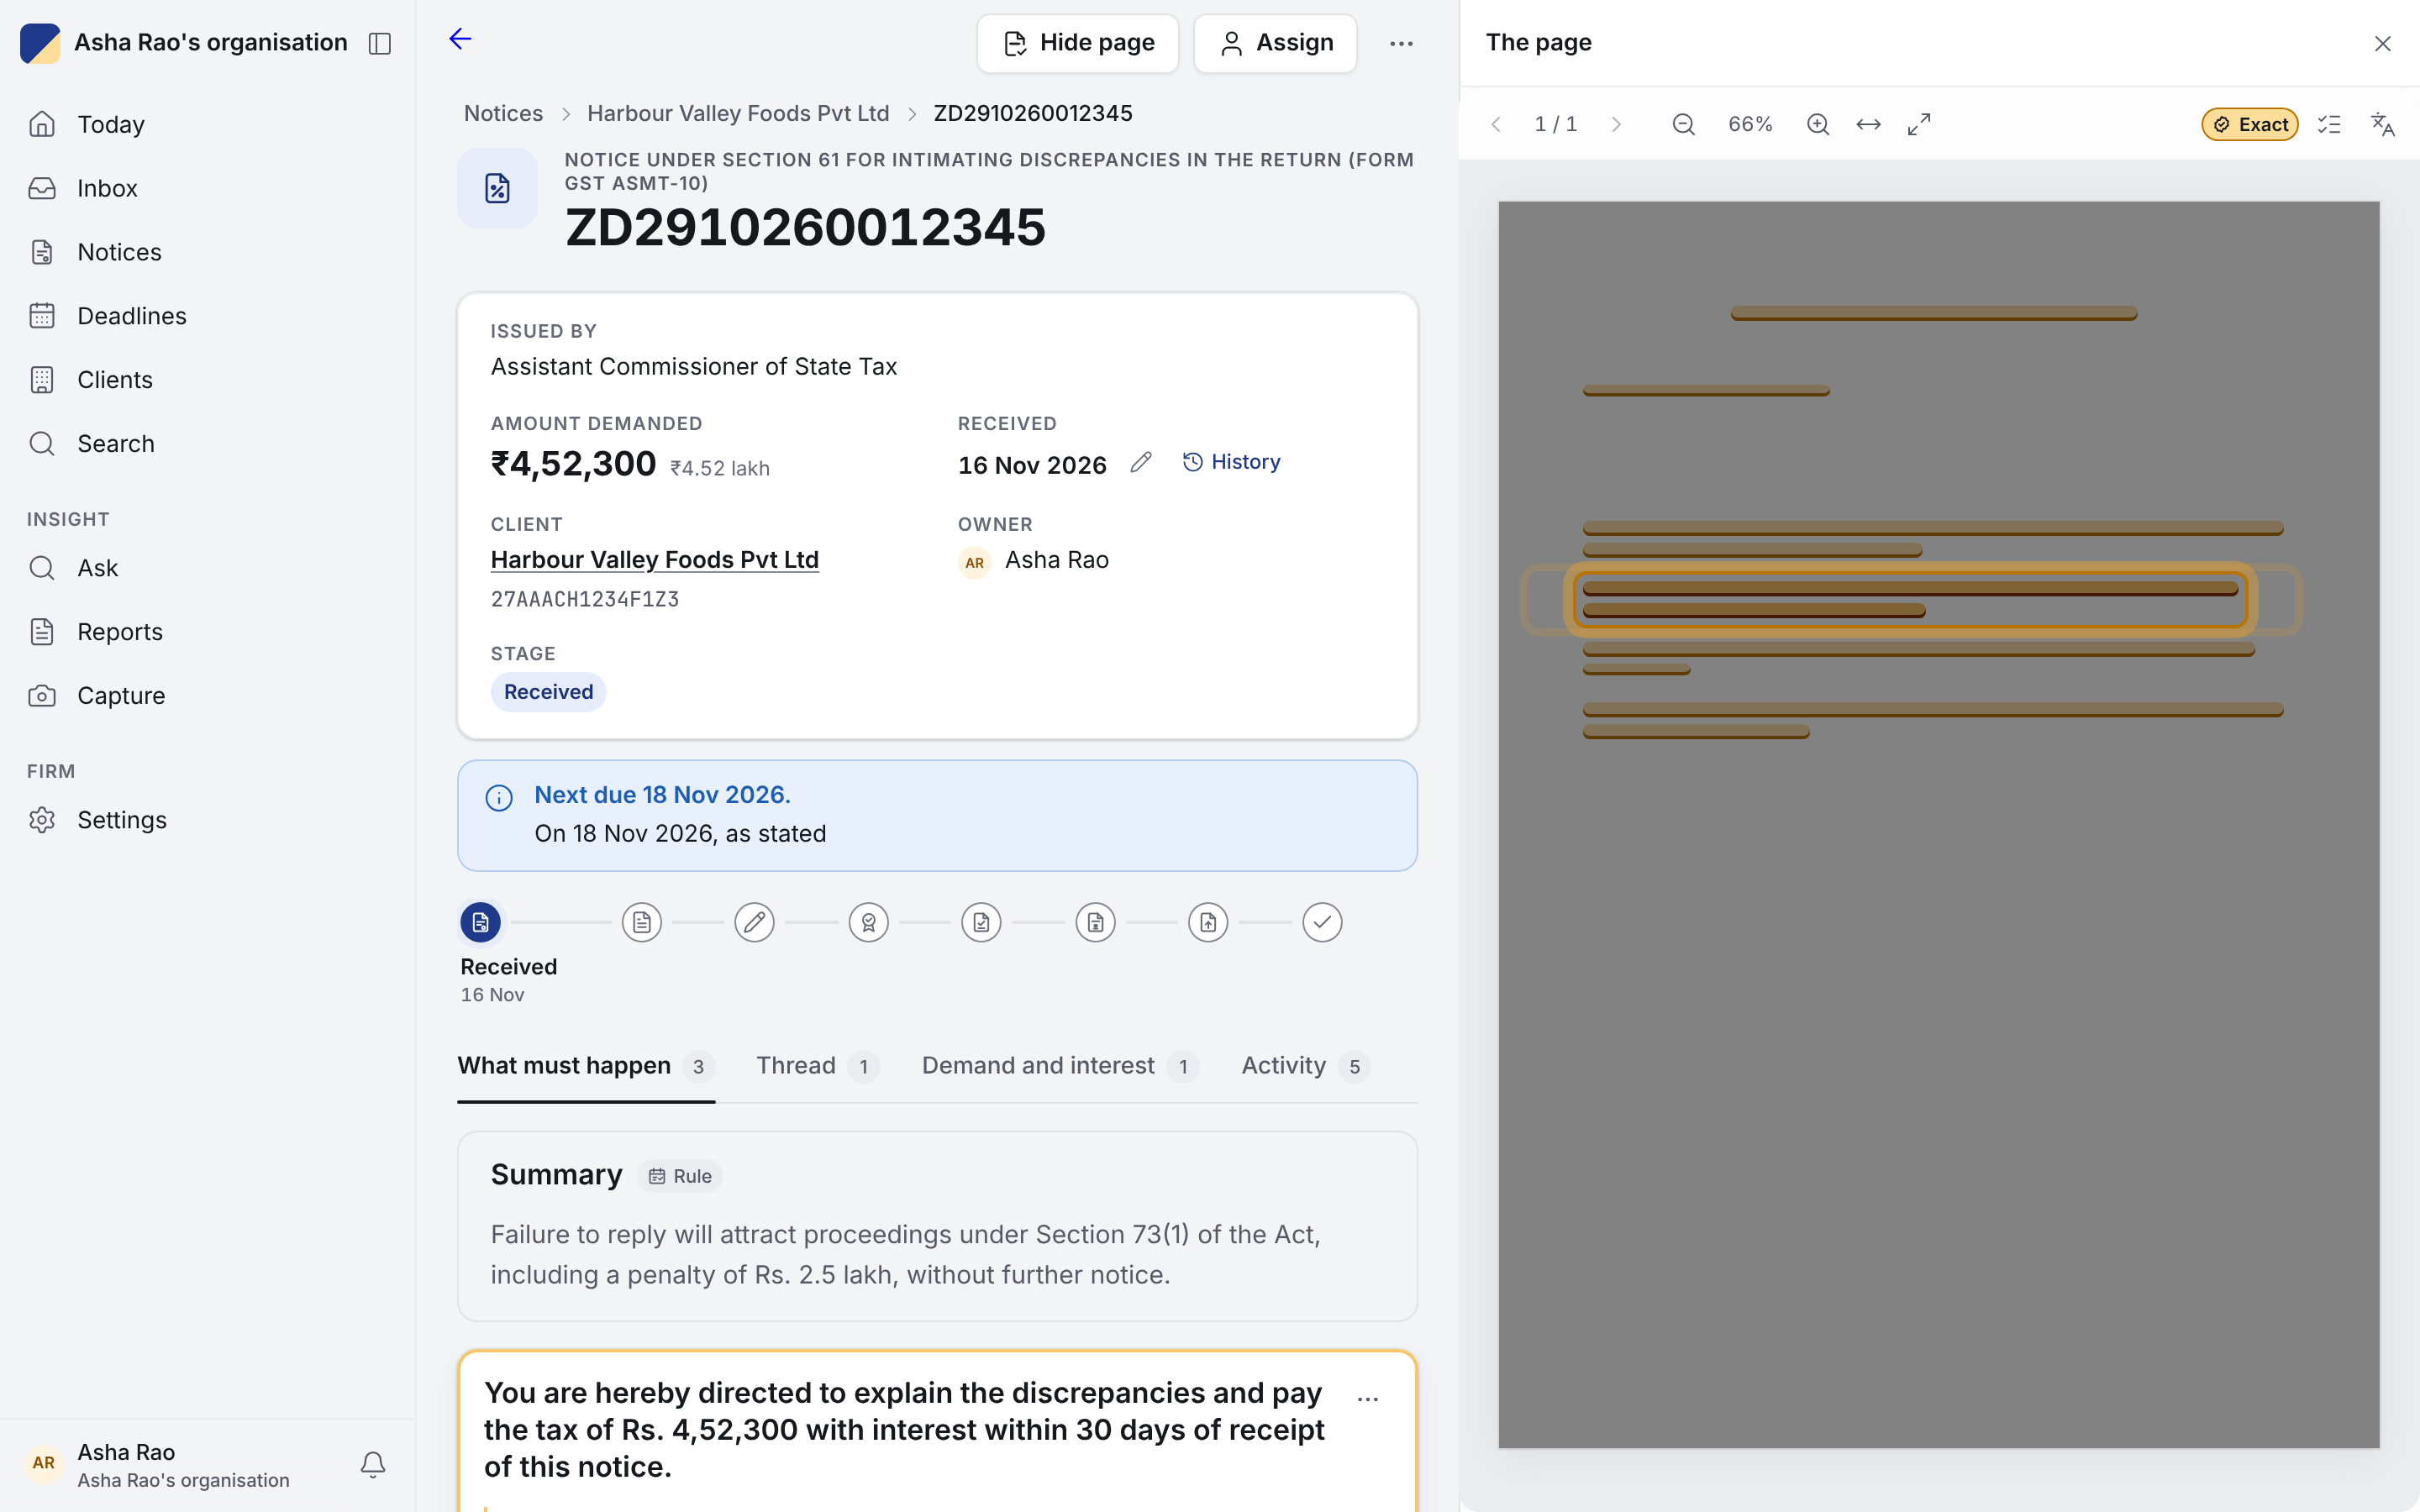 Asha Rao's organisation
Today
Inbox
Notices
Deadlines
Clients
Search
INSIGHT
Ask
Reports
Capture
FIRM
Settings
AR
Asha Rao
Asha Rao's organisation
Hide page
Assign
Notices > Harbour Valley Foods Pvt Ltd > ZD2910260012345
NOTICE UNDER SECTION 61 FOR INTIMATING DISCREPANCIES IN THE RETURN (FORM
GST ASMT-10)
ZD2910260012345
ISSUED BY
Assistant Commissioner of State Tax
AMOUNT DEMANDED
₹4,52,300 ₹4.52 lakh
RECEIVED
16 Nov 2026 History
CLIENT
Harbour Valley Foods Pvt Ltd
27AAACH1234F1Z3
OWNER
AR Asha Rao
STAGE
Received
Next due 18 Nov 2026.
On 18 Nov 2026, as stated
Received
16 Nov
What must happen 3 Thread 1 Demand and interest 1 Activity 5
Summary Rule
Failure to reply will attract proceedings under Section 73(1) of the Act,
including a penalty of Rs. 2.5 lakh, without further notice.
You are hereby directed to explain the discrepancies and pay
the tax of Rs. 4,52,300 with interest within 30 days of receipt
of this notice.
The page
1 / 1 66% Exact